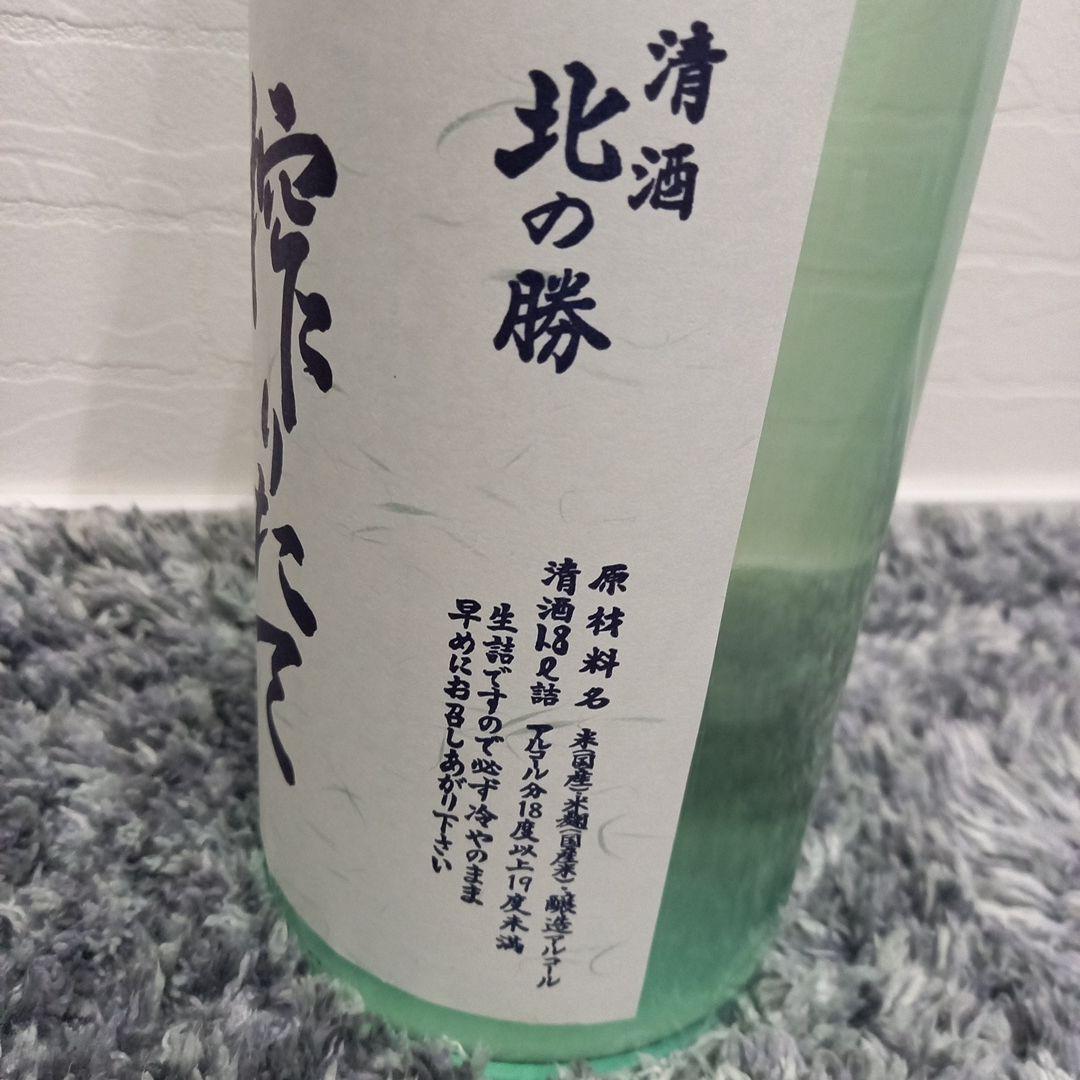 清酒
北の勝
搾りたて
原材料名 米(国産)・米麹(国産米)・醸造アルコール
清酒1.8ℓ詰 アルコール分18度以上19度未満
生詰ですので必ず冷やのまま
早めにお召しあがり下さい